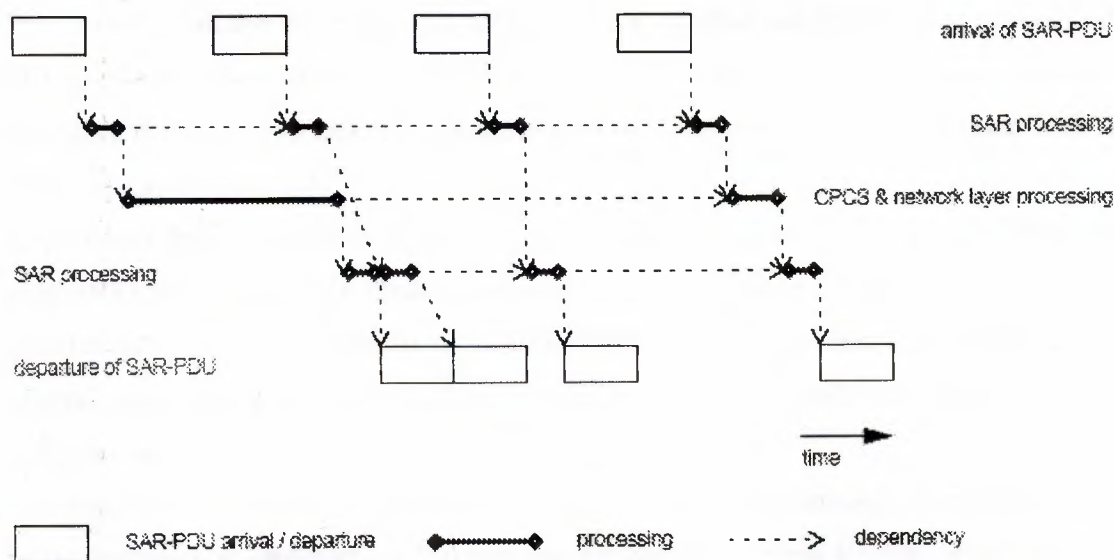 arrival of SAR-PDU
SAR processing
CPCS & network layer processing
SAR processing
departure of SAR-PDU
time
SAR-PDU arrival / departure
processing
dependency